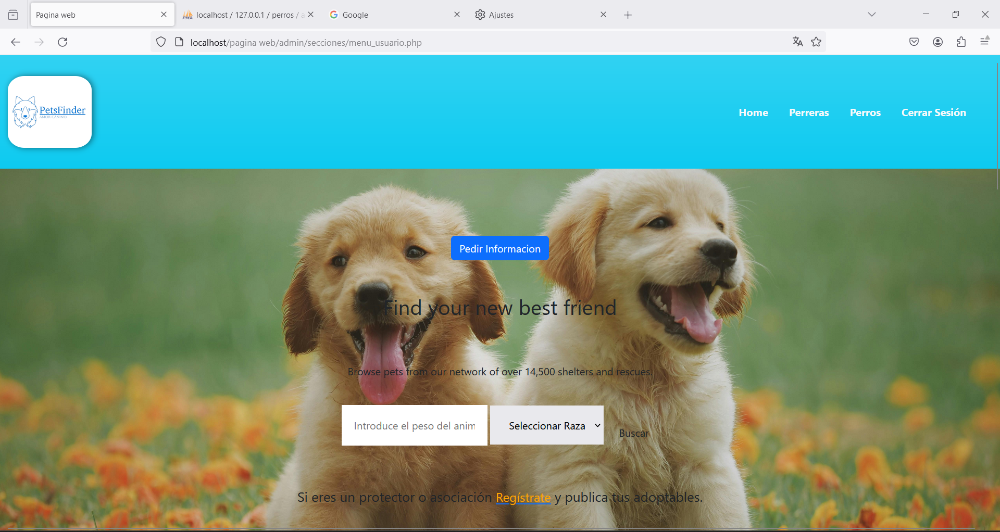 Pagina web
localhost / 127.0.0.1 / perros / a
Google
Ajustes
localhost/pagina web/admin/secciones/menu_usuario.php
PetsFinder
AMOR CANINO
Home
Perreras
Perros
Cerrar Sesión
Pedir Informacion
Find your new best friend
Browse pets from our network of over 14,500 shelters and rescues.
Introduce el peso del anim
Seleccionar Raza
Buscar
Si eres un protector o asociación Regístrate y publica tus adoptables.